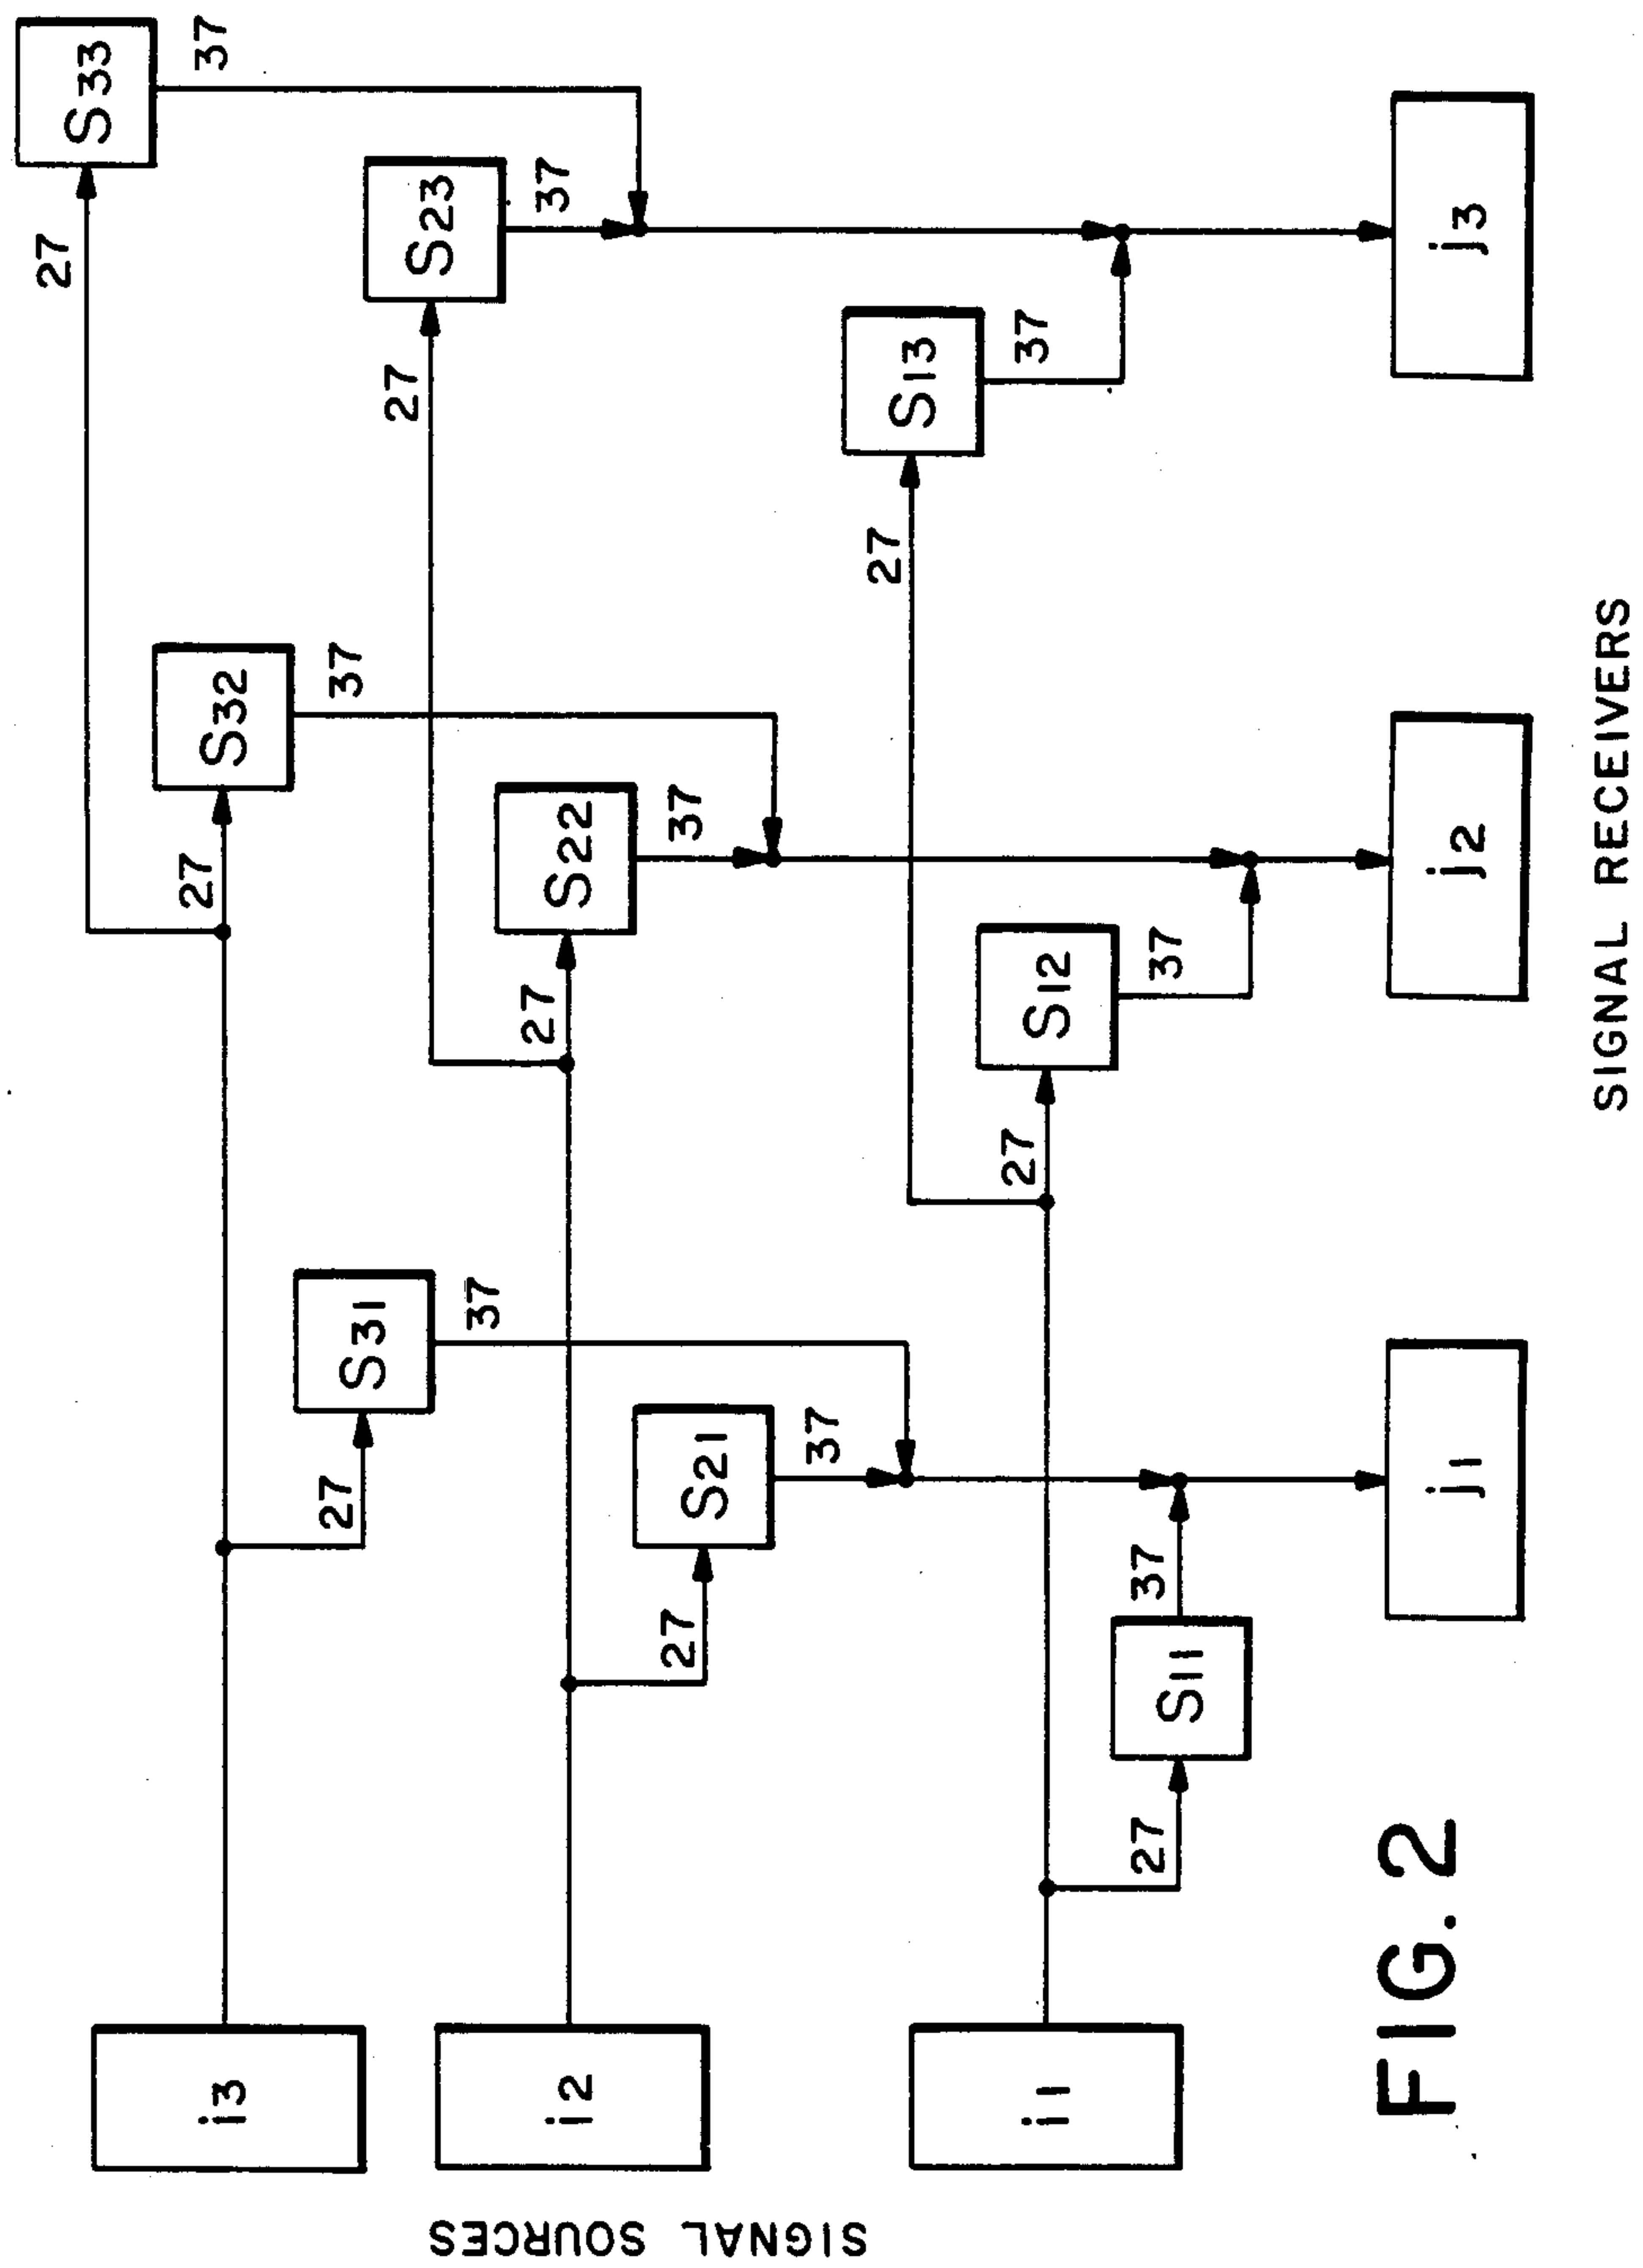 S33
37
27
S23
37
27
S32
37
27
S22
37
27
S13
37
27
S12
37
27
S31
37
27
S21
37
27
S11
37
27
i3
i2
i1
j1
j2
j3
SIGNAL SOURCES
SIGNAL RECEIVERS
FIG. 2